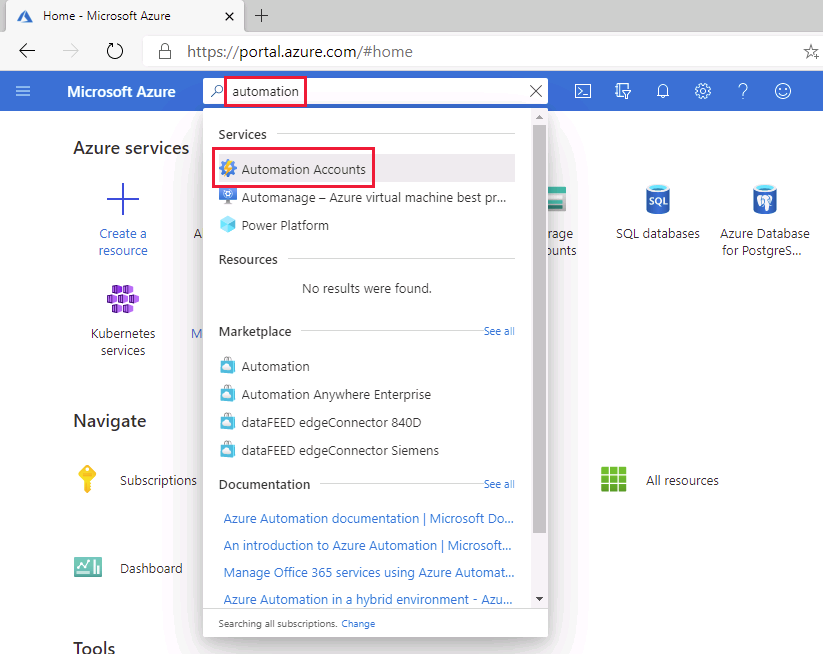 Home - Microsoft Azure
https://portal.azure.com/#home
Microsoft Azure
automation
Services
Automation Accounts
Automanage – Azure virtual machine best pr...
Power Platform
Resources
No results were found.
Marketplace
See all
Automation
Automation Anywhere Enterprise
dataFEED edgeConnector 840D
dataFEED edgeConnector Siemens
Documentation
See all
Azure Automation documentation | Microsoft Do...
An introduction to Azure Automation | Microsoft...
Manage Office 365 services using Azure Automat...
Azure Automation in a hybrid environment - Azu...
Searching all subscriptions. Change
Azure services
Create a
resource
A
rage
ounts
SQL
SQL databases
Azure Database
for PostgreS...
Kubernetes
services
M
Navigate
Subscriptions
All resources
Dashboard
Tools